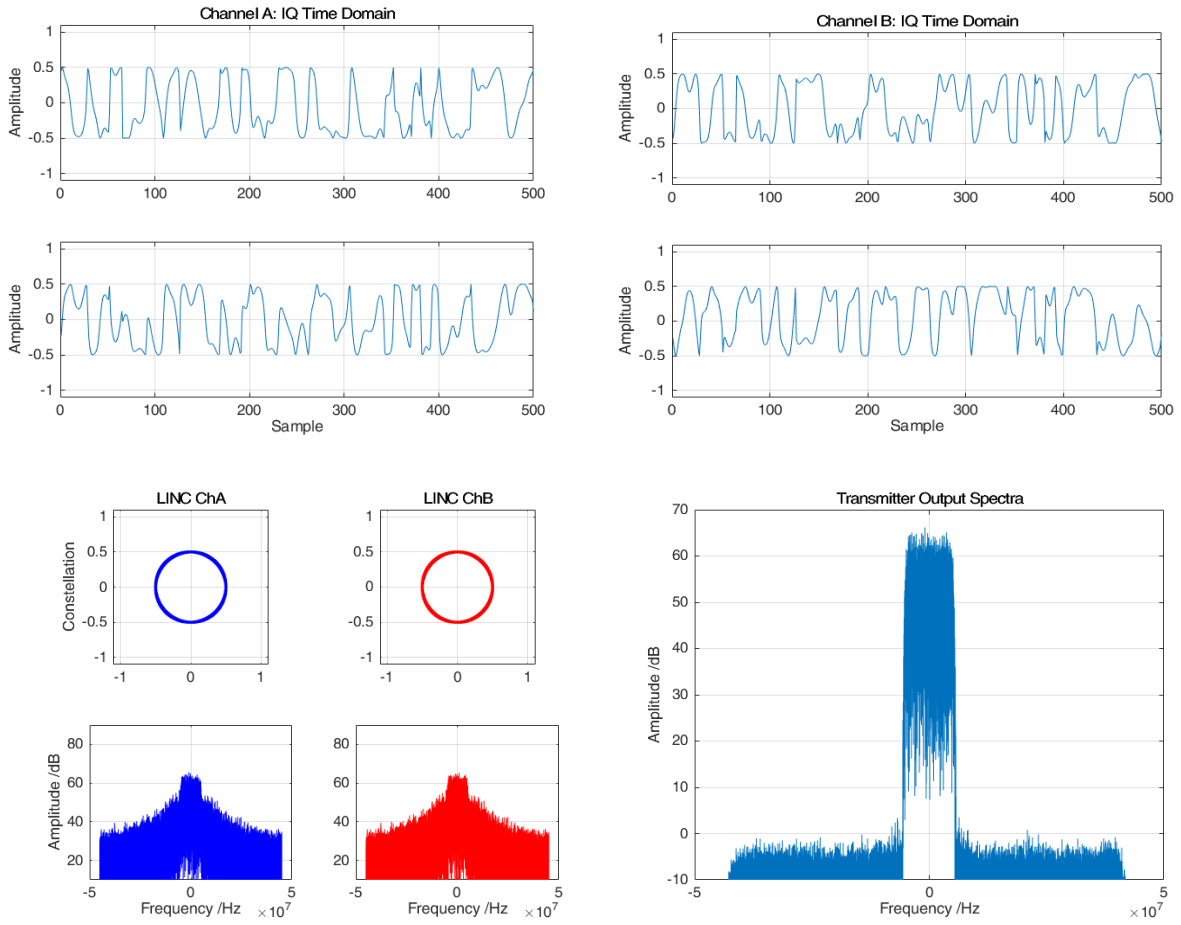 Channel A: IQ Time Domain
Amplitude
1
0.5
0
-0.5
-1
0 100 200 300 400 500
Channel B: IQ Time Domain
Amplitude
1
0.5
0
-0.5
-1
0 100 200 300 400 500
Amplitude
1
0.5
0
-0.5
-1
0 100 200 300 400 500
Sample
Amplitude
1
0.5
0
-0.5
-1
0 100 200 300 400 500
Sample
LINC ChA
Constellation
1
0.5
0
-0.5
-1
-1 0 1
LINC ChB
1
0.5
0
-0.5
-1
-1 0 1
Amplitude /dB
80
60
40
20
-5 0 5
Frequency /Hz ×10^7
80
60
40
20
-5 0 5
Frequency /Hz ×10^7
Transmitter Output Spectra
Amplitude /dB
70
60
50
40
30
20
10
0
-10
-5 0 5
Frequency /Hz ×10^7